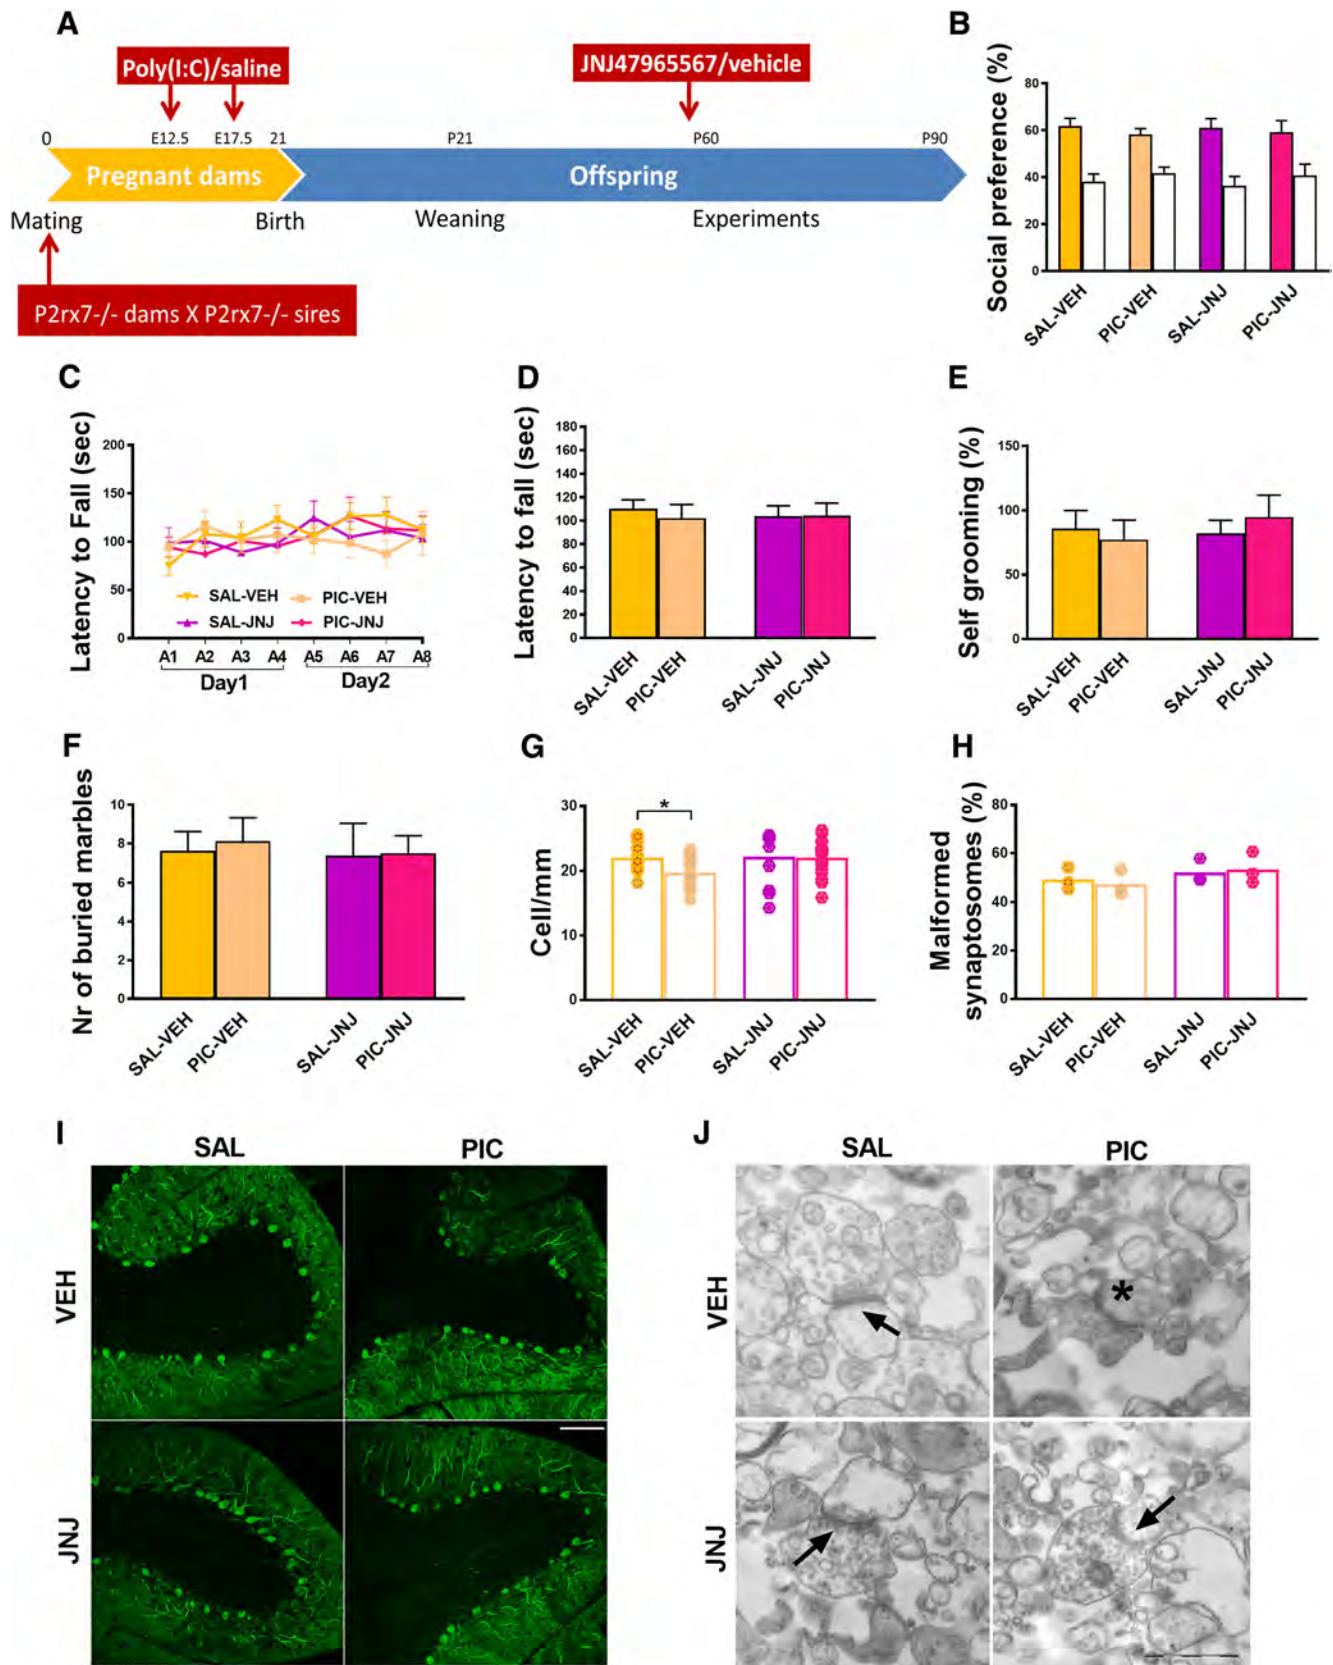 A
Poly(I:C)/saline
JNJ47965567/vehicle
0 E12.5 E17.5 21 P21 P60 P90
Pregnant dams Offspring
Mating Birth Weaning Experiments
P2rx7-/- dams X P2rx7-/- sires
B
Social preference (%)
80
60
40
20
0
SAL-VEH PIC-VEH SAL-JNJ PIC-JNJ
C
Latency to Fall (sec)
200
150
100
50
0
SAL-VEH PIC-VEH
SAL-JNJ PIC-JNJ
A1 A2 A3 A4 A5 A6 A7 A8
Day1 Day2
D
Latency to fall (sec)
180
160
140
120
100
80
60
40
20
0
SAL-VEH PIC-VEH SAL-JNJ PIC-JNJ
E
Self grooming (%)
150
100
50
0
SAL-VEH PIC-VEH SAL-JNJ PIC-JNJ
F
Nr of buried marbles
10
8
6
4
2
0
SAL-VEH PIC-VEH SAL-JNJ PIC-JNJ
G
Cell/mm
30
20
10
0
*
SAL-VEH PIC-VEH SAL-JNJ PIC-JNJ
H
Malformed
synaptosomes (%)
80
60
40
20
0
SAL-VEH PIC-VEH SAL-JNJ PIC-JNJ
I
SAL PIC
VEH
JNJ
J
SAL PIC
VEH
*
JNJ